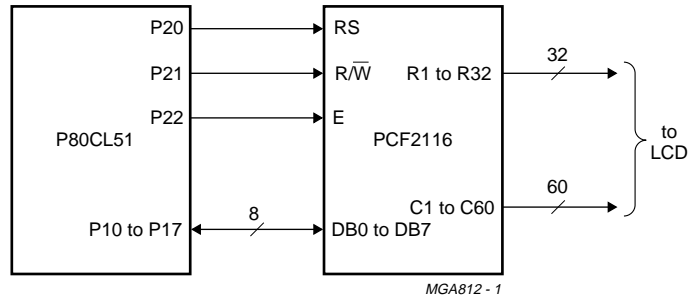 P20
RS
32
P21
R/W̅
R1 to R32
P22
E
to
LCD
P80CL51
PCF2116
60
C1 to C60
8
P10 to P17
DB0 to DB7
MGA812 - 1